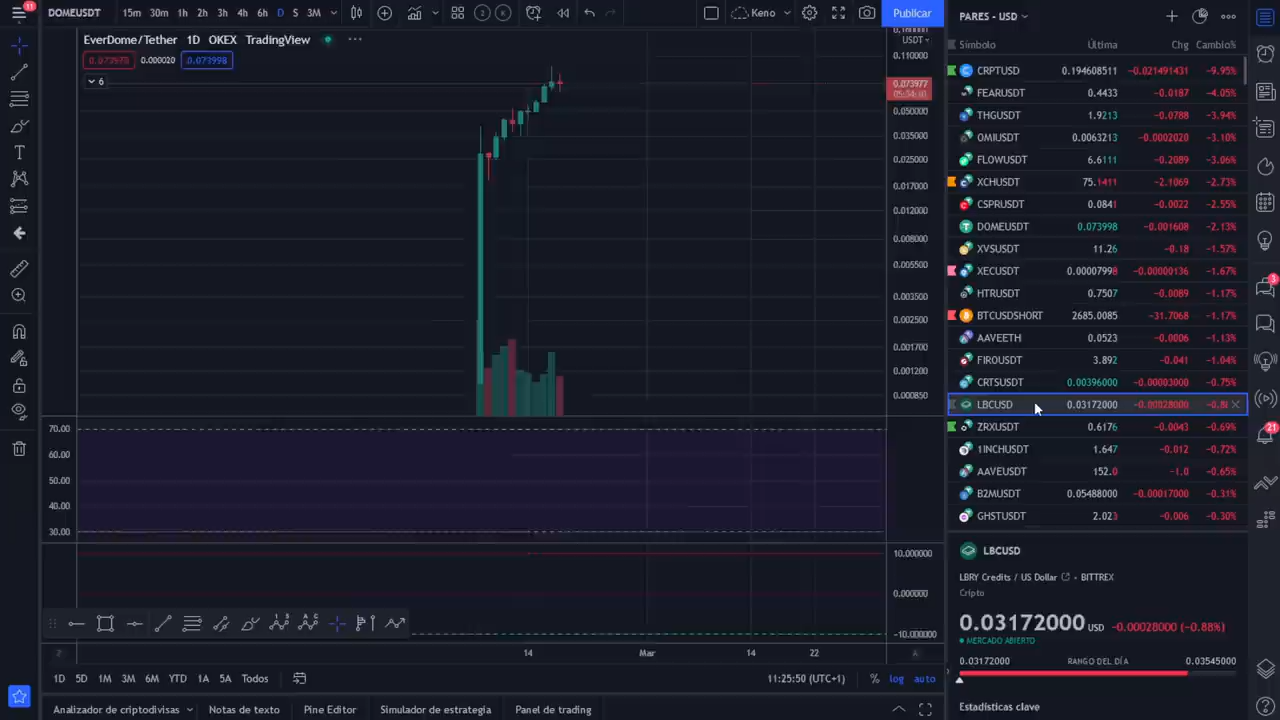 11
15m 30m 1h 2h 3h 4h 6h D S 3M
2 K
Keno
Publicar
EverDome/Tether 1D OKEX TradingView
0.073978 0.000020 0.073998
6
USDT
0.110000
0.073977
0.050000
0.035000
0.025000
0.017000
0.012000
0.008000
0.005500
0.003500
0.002500
0.001700
0.001200
0.000850
70.00
60.00
50.00
40.00
30.00
10.000000
0.000000
-10.000000
14 Mar 14 22
1D 5D 1M 3M 6M YTD 1A 5A Todos
11:25:50 (UTC+1) % log auto
Analizador de criptodivisas Notas de texto Pine Editor Simulador de estrategia Panel de trading
DOMEUSDT
PARES - USD
Símbolo Última Chg Cambio%
CRPTUSD 0.194608511 -0.021491431 -9.95%
FEARUSDT 0.4433 -0.0187 -4.05%
THGUSDT 1.9213 -0.0788 -3.94%
OMIUSDT 0.0063213 -0.0002020 -3.10%
FLOWUSDT 6.6111 -0.2089 -3.06%
XCHUSDT 75.1411 -2.1069 -2.73%
CSPRUSDT 0.0841 -0.0022 -2.55%
DOMEUSDT 0.073998 -0.001608 -2.13%
XVSUSDT 11.26 -0.18 -1.57%
XECUSDT 0.00007998 -0.00000136 -1.67%
HTRUSDT 0.7507 -0.0089 -1.17%
BTCUSDSHORT 2685.0085 -31.7068 -1.17%
AAVEETH 0.0523 -0.0006 -1.13%
FIROUSDT 3.892 -0.041 -1.04%
CRTSUSDT 0.00396000 -0.00003000 -0.75%
LBCUSD 0.03172000 -0.00028000 -0.8
ZRXUSDT 0.6176 -0.0043 -0.69%
1INCHUSDT 1.647 -0.012 -0.72%
AAVEUSDT 152.0 -1.0 -0.65%
B2MUSDT 0.05488000 -0.00017000 -0.31%
GHSTUSDT 2.023 -0.006 -0.30%
LBCUSD
LBRY Credits / US Dollar • BITTREX
Cripto
0.03172000 USD -0.00028000 (-0.88%)
MERCADO ABIERTO
0.03172000 RANGO DEL DÍA 0.03545000
Estadísticas clave
3
21